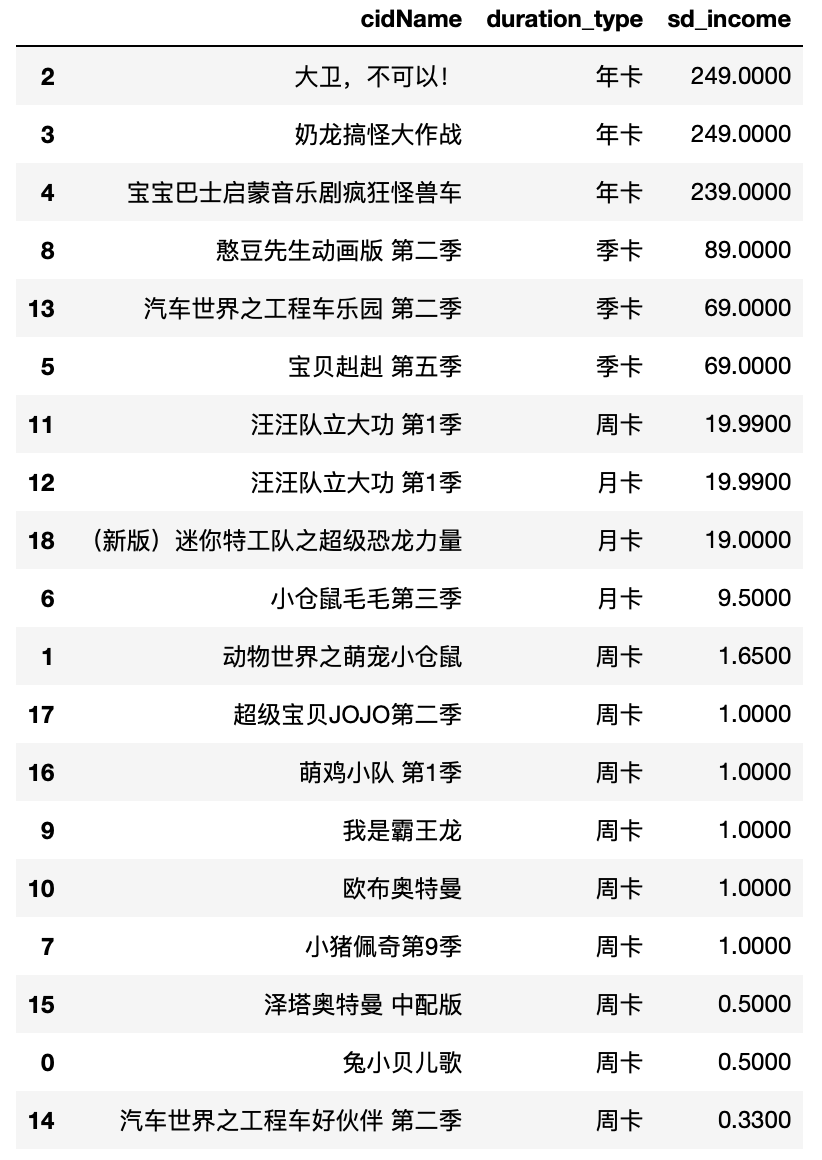 cidName duration_type sd_income
2 大卫，不可以！ 年卡 249.0000
3 奶龙搞怪大作战 年卡 249.0000
4 宝宝巴士启蒙音乐剧疯狂怪兽车 年卡 239.0000
8 憨豆先生动画版 第二季 季卡 89.0000
13 汽车世界之工程车乐园 第二季 季卡 69.0000
5 宝贝赳赳 第五季 季卡 69.0000
11 汪汪队立大功 第1季 周卡 19.9900
12 汪汪队立大功 第1季 月卡 19.9900
18 （新版）迷你特工队之超级恐龙力量 月卡 19.0000
6 小仓鼠毛毛第三季 月卡 9.5000
1 动物世界之萌宠小仓鼠 周卡 1.6500
17 超级宝贝JOJO第二季 周卡 1.0000
16 萌鸡小队 第1季 周卡 1.0000
9 我是霸王龙 周卡 1.0000
10 欧布奥特曼 周卡 1.0000
7 小猪佩奇第9季 周卡 1.0000
15 泽塔奥特曼 中配版 周卡 0.5000
0 兔小贝儿歌 周卡 0.5000
14 汽车世界之工程车好伙伴 第二季 周卡 0.3300